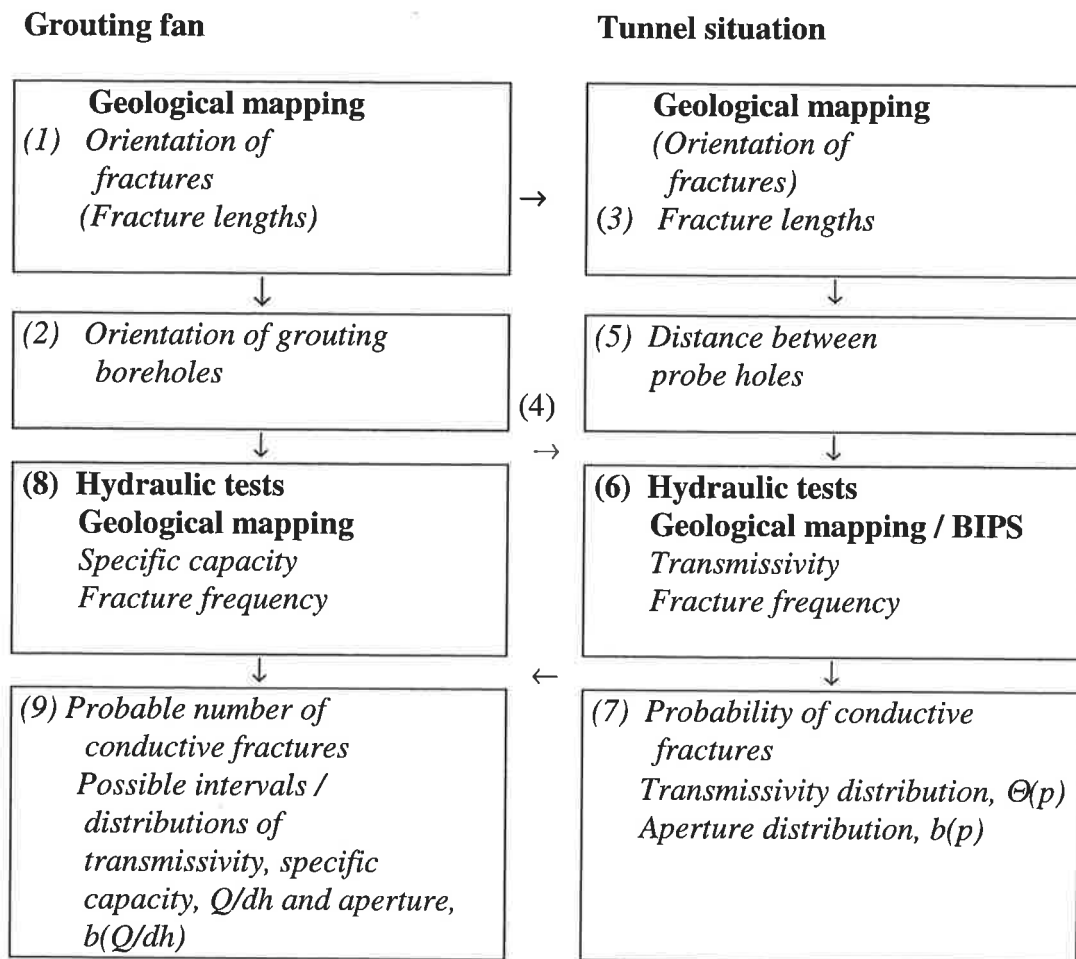 Grouting fan
Tunnel situation
Geological mapping
(1) Orientation of
fractures
(Fracture lengths)
→
Geological mapping
(Orientation of
fractures)
(3) Fracture lengths
↓
↓
(2) Orientation of grouting
boreholes
(4)
→
(5) Distance between
probe holes
↓
↓
(8) Hydraulic tests
Geological mapping
Specific capacity
Fracture frequency
(6) Hydraulic tests
Geological mapping / BIPS
Transmissivity
Fracture frequency
↓
←
↓
(9) Probable number of
conductive fractures
Possible intervals /
distributions of
transmissivity, specific
capacity, Q/dh and aperture,
b(Q/dh)
(7) Probability of conductive
fractures
Transmissivity distribution, Θ(p)
Aperture distribution, b(p)